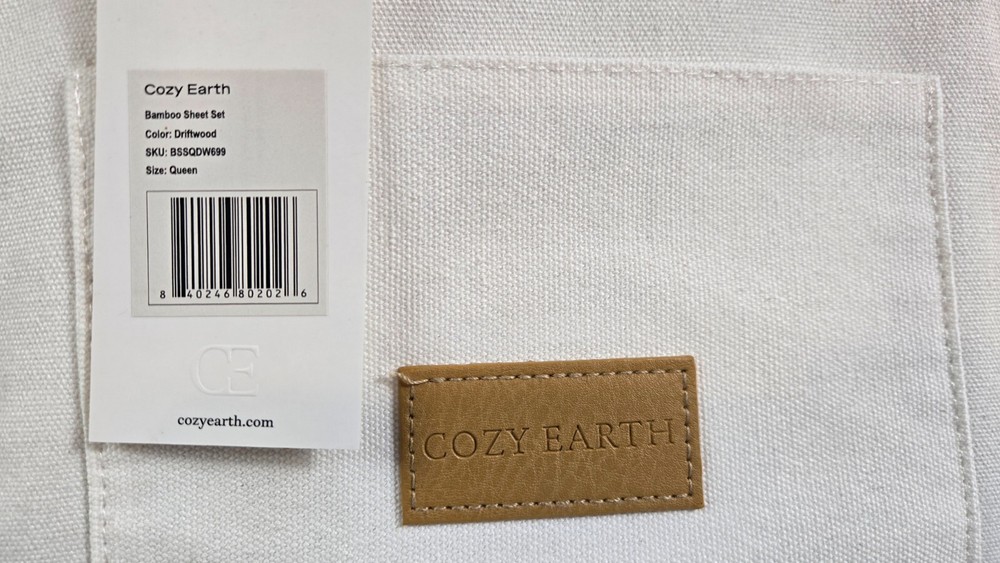 Cozy Earth
Bamboo Sheet Set
Color: Driftwood
SKU: BSSQDW699
Size: Queen
8 40246 80202 6
CE
cozyearth.com
COZY EARTH